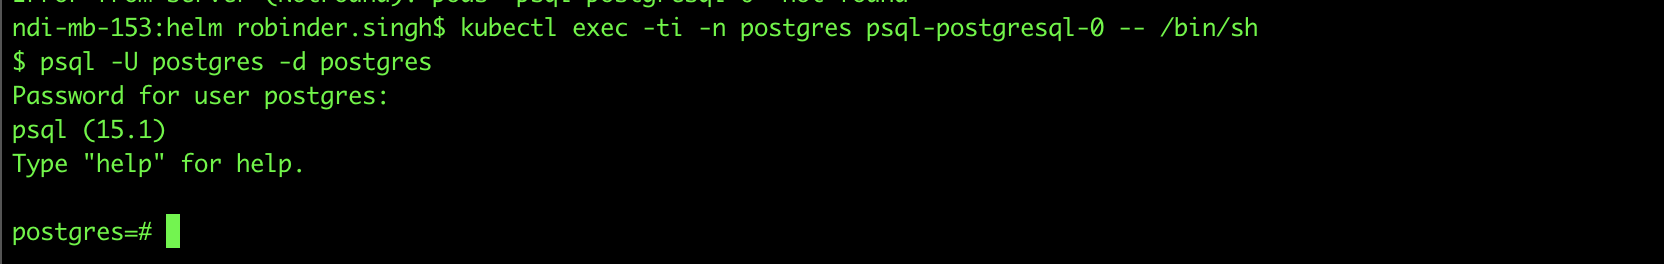 ndi-mb-153:helm robinder.singh$ kubectl exec -ti -n postgres psql-postgresql-0 -- /bin/sh
$ psql -U postgres -d postgres
Password for user postgres:
psql (15.1)
Type "help" for help.
postgres=#